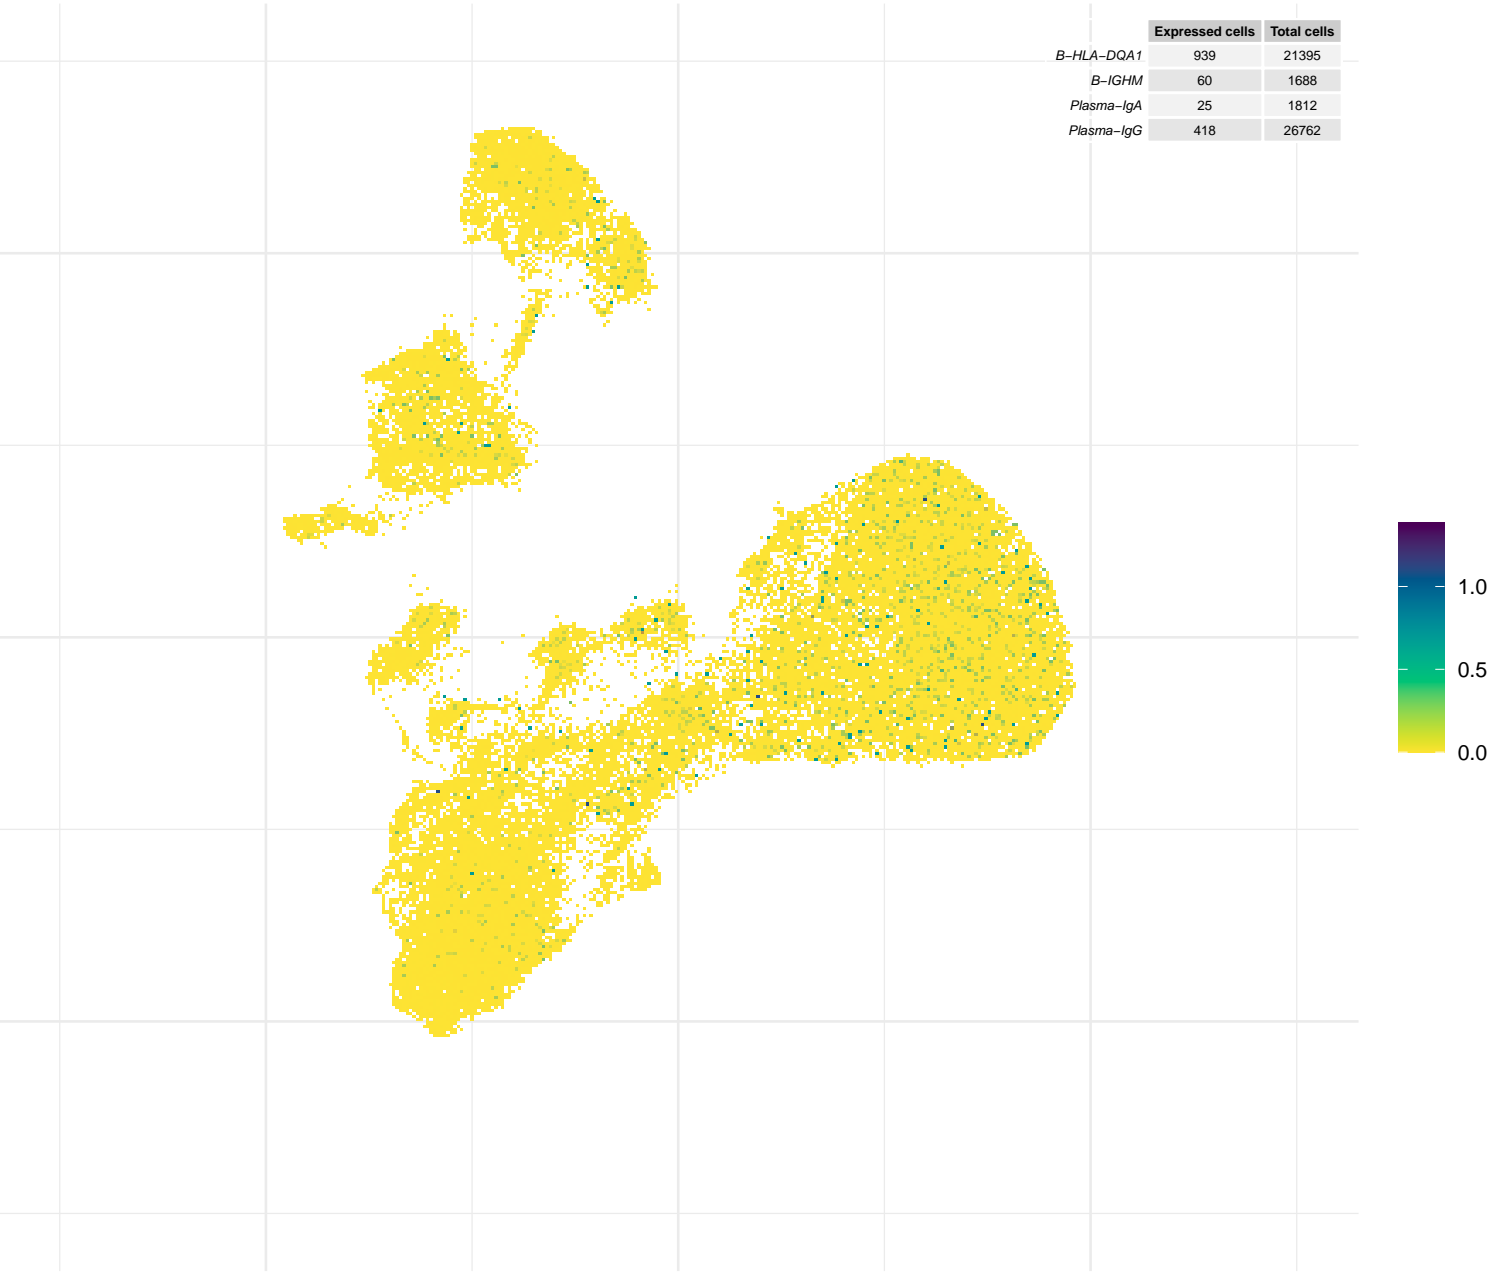 Expressed cells Total cells
B−HLA−DQA1 939 21395
B−IGHM 60 1688
Plasma−IgA 25 1812
Plasma−IgG 418 26762
1.0
0.5
0.0